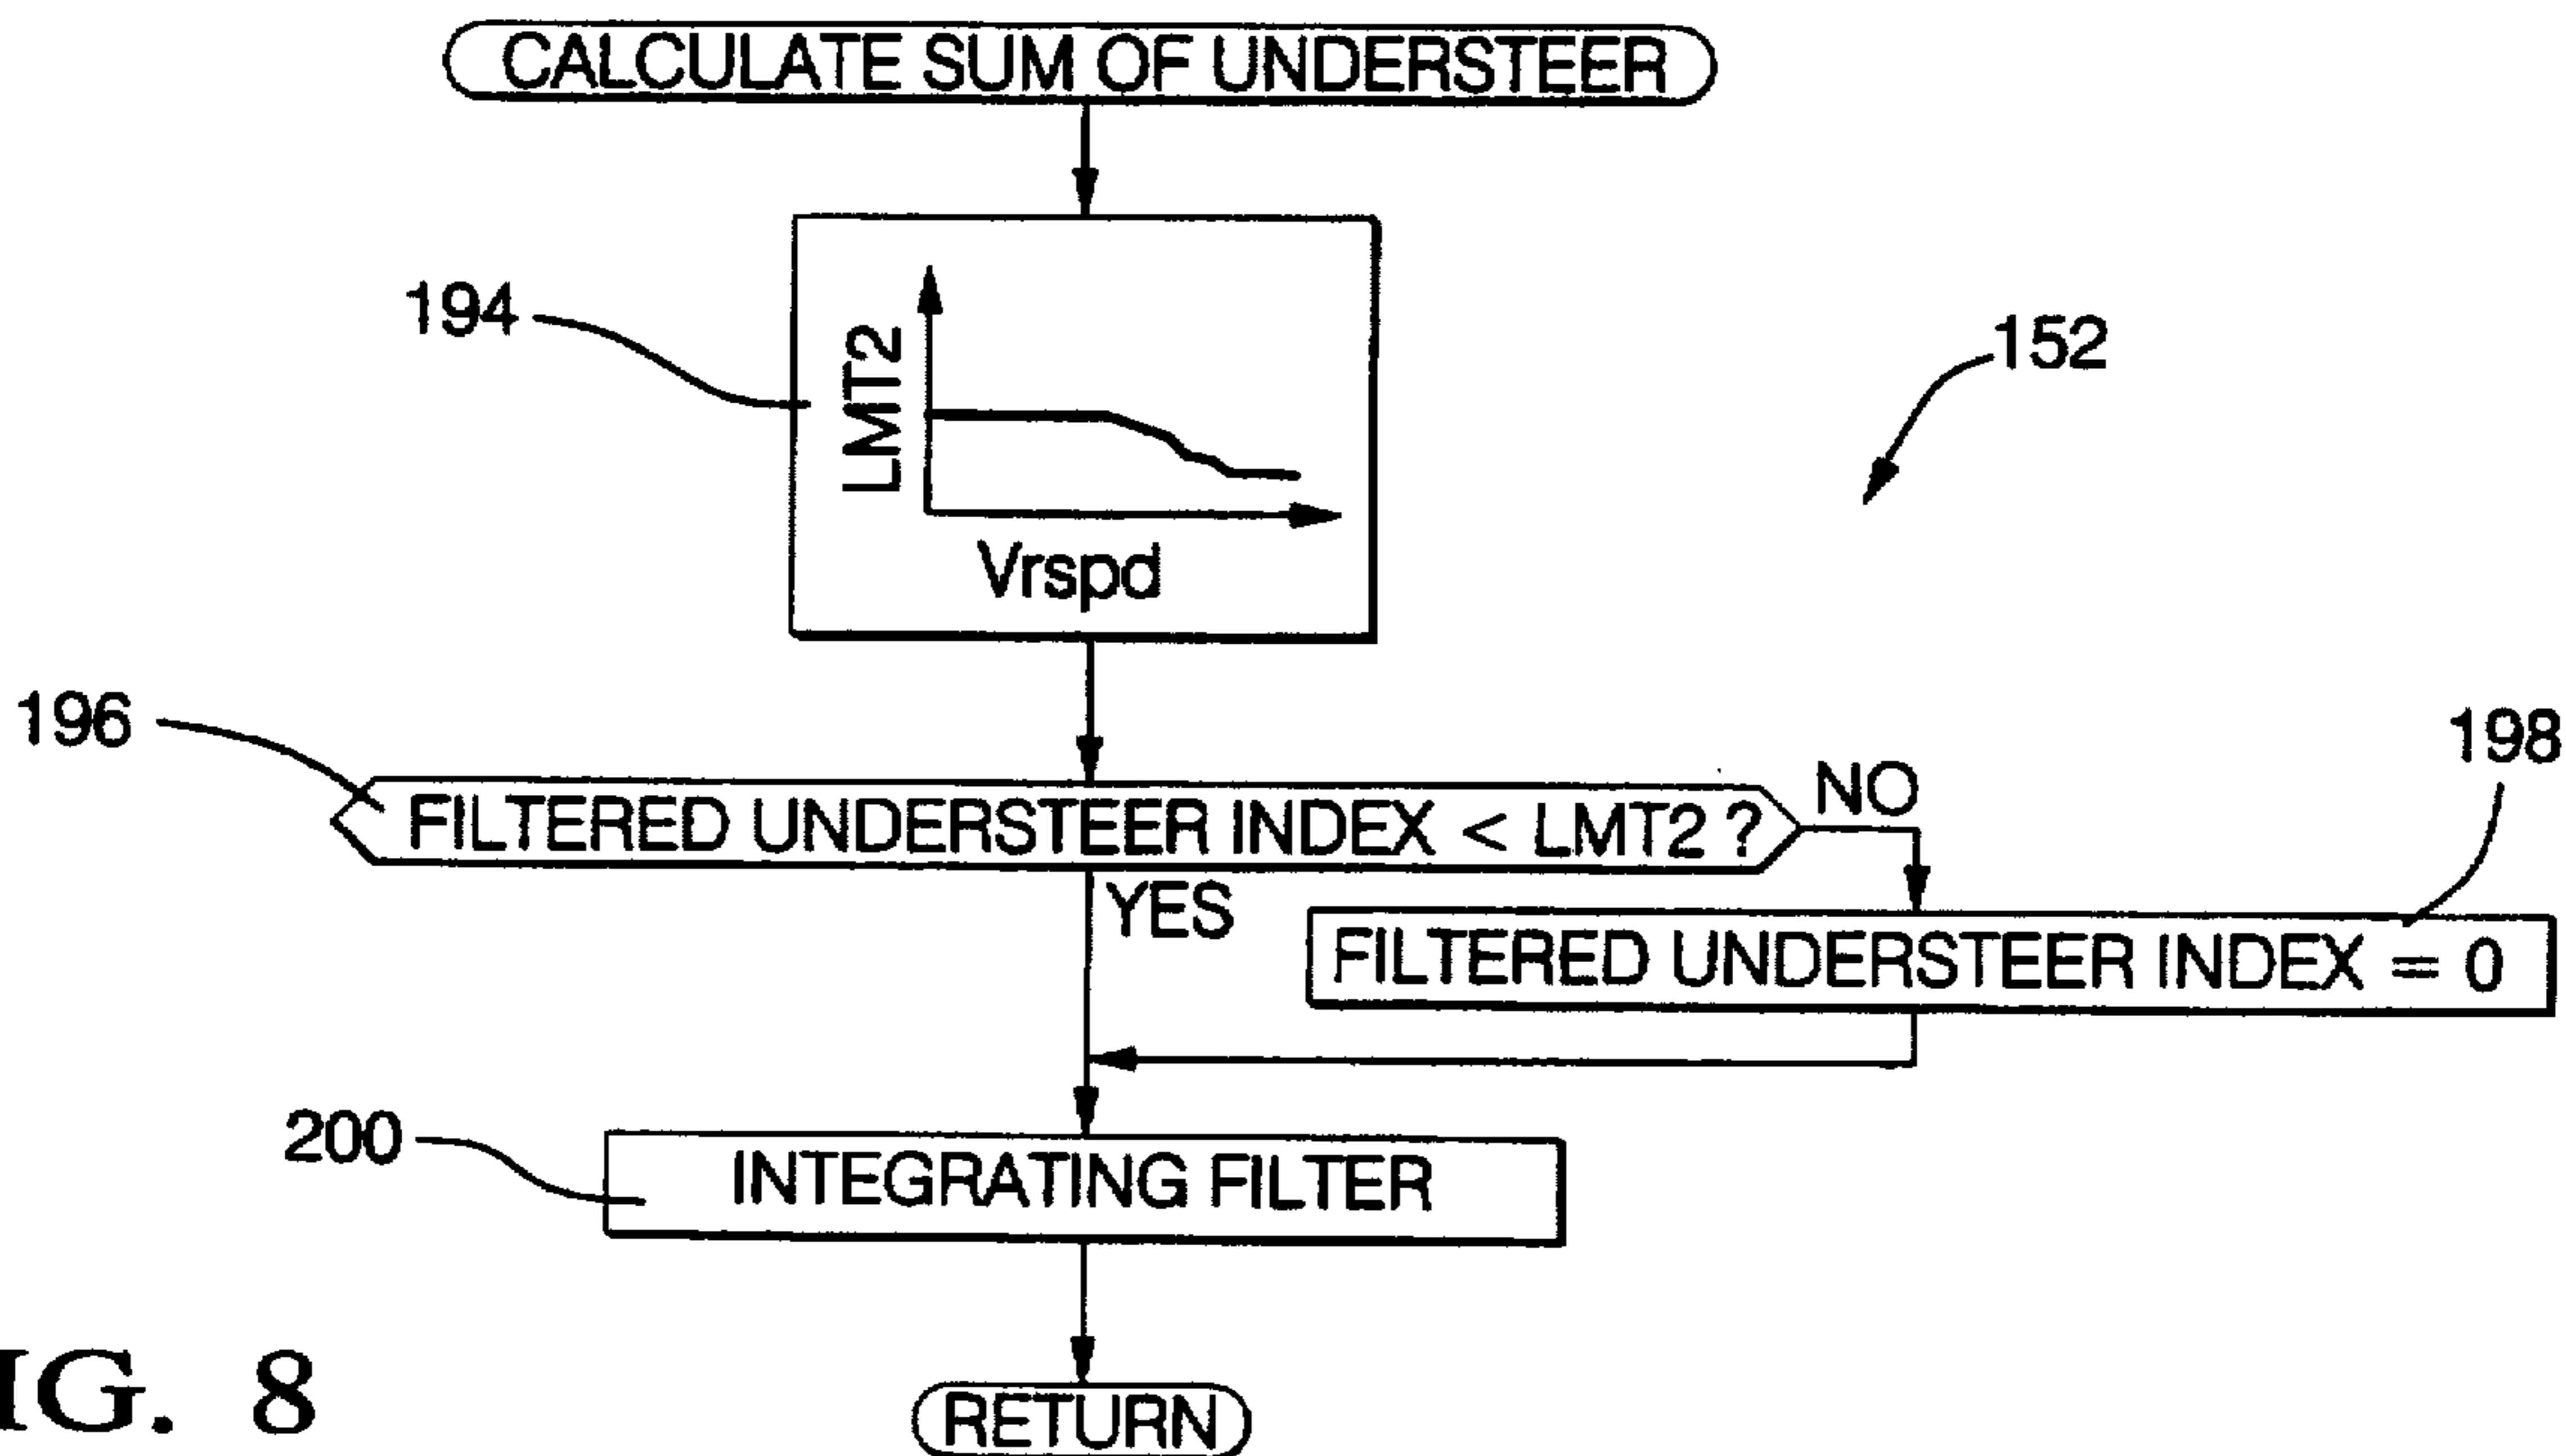 CALCULATE SUM OF UNDERSTEER
194
LMT2
Vrspd
152
196
FILTERED UNDERSTEER INDEX < LMT2 ?
NO
198
YES
FILTERED UNDERSTEER INDEX = 0
200
INTEGRATING FILTER
RETURN
IG. 8